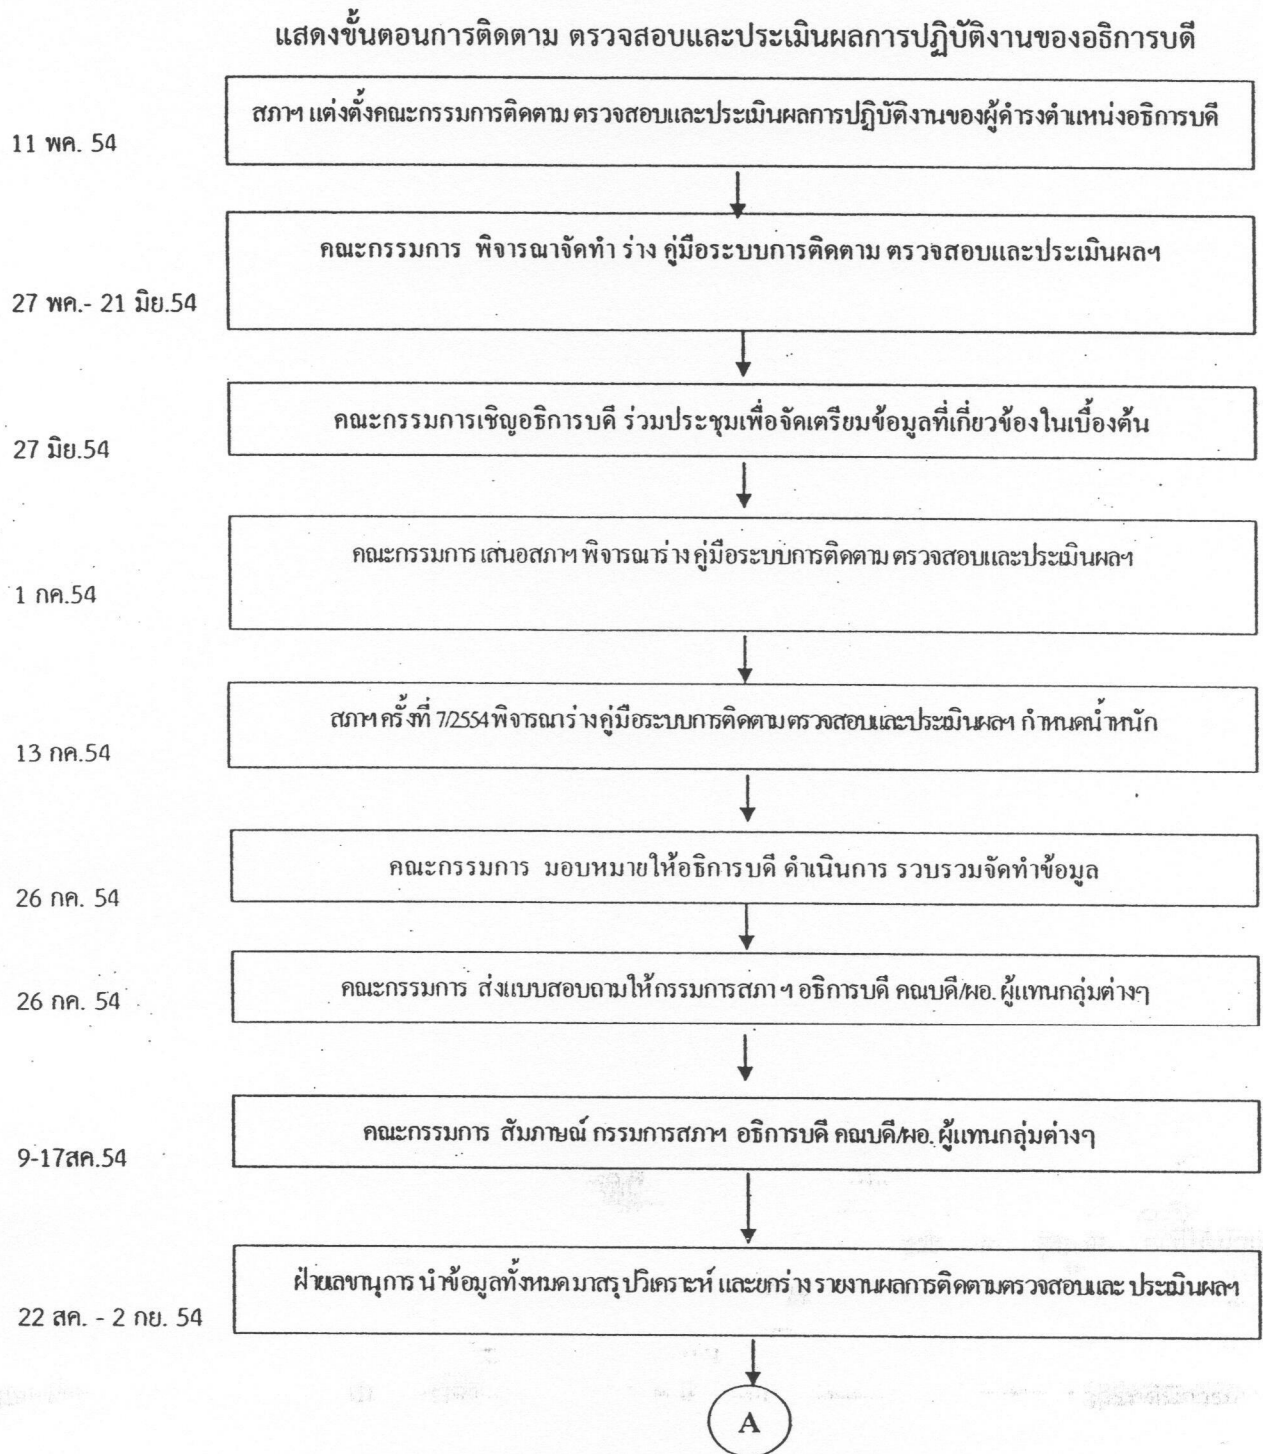 แสดงขั้นตอนการติดตาม ตรวจสอบและประเมินผลการปฏิบัติงานของอธิการบดี
สภาฯ แต่งตั้งคณะกรรมการติดตาม ตรวจสอบและประเมินผลการปฏิบัติงานของผู้ดำรงตำแหน่งอธิการบดี
11 พค. 54
คณะกรรมการ พิจารณาจัดทำ ร่าง คู่มือระบบการติดตาม ตรวจสอบและประเมินผลฯ
27 พค.- 21 มิย.54
คณะกรรมการเชิญอธิการบดี ร่วมประชุมเพื่อจัดเตรียมข้อมูลที่เกี่ยวข้องในเบื้องต้น
27 มิย.54
คณะกรรมการ เสนอสภาฯ พิจารณาร่าง คู่มือระบบการติดตาม ตรวจสอบและประเมินผลฯ
1 กค.54
สภาฯ ครั้งที่ 7/2554 พิจารณาร่างคู่มือระบบการติดตาม ตรวจสอบและประเมินผลฯ กำหนดน้ำหนัก
13 กค.54
คณะกรรมการ มอบหมายให้อธิการบดี ดำเนินการ รวบรวมจัดทำข้อมูล
26 กค. 54
คณะกรรมการ ส่งแบบสอบถามให้กรรมการสภา ฯ อธิการบดี คณบดี/ผอ. ผู้แทนกลุ่มต่างๆ
26 กค. 54
คณะกรรมการ สัมภาษณ์ กรรมการสภาฯ อธิการบดี คณบดี/ผอ. ผู้แทนกลุ่มต่างๆ
9-17สค.54
ฝ่ายเลขานุการ นำข้อมูลทั้งหมด มาสรุปวิเคราะห์ และยกร่าง รายงานผลการติดตามตรวจสอบและ ประเมินผลฯ
22 สค. - 2 กย. 54
A